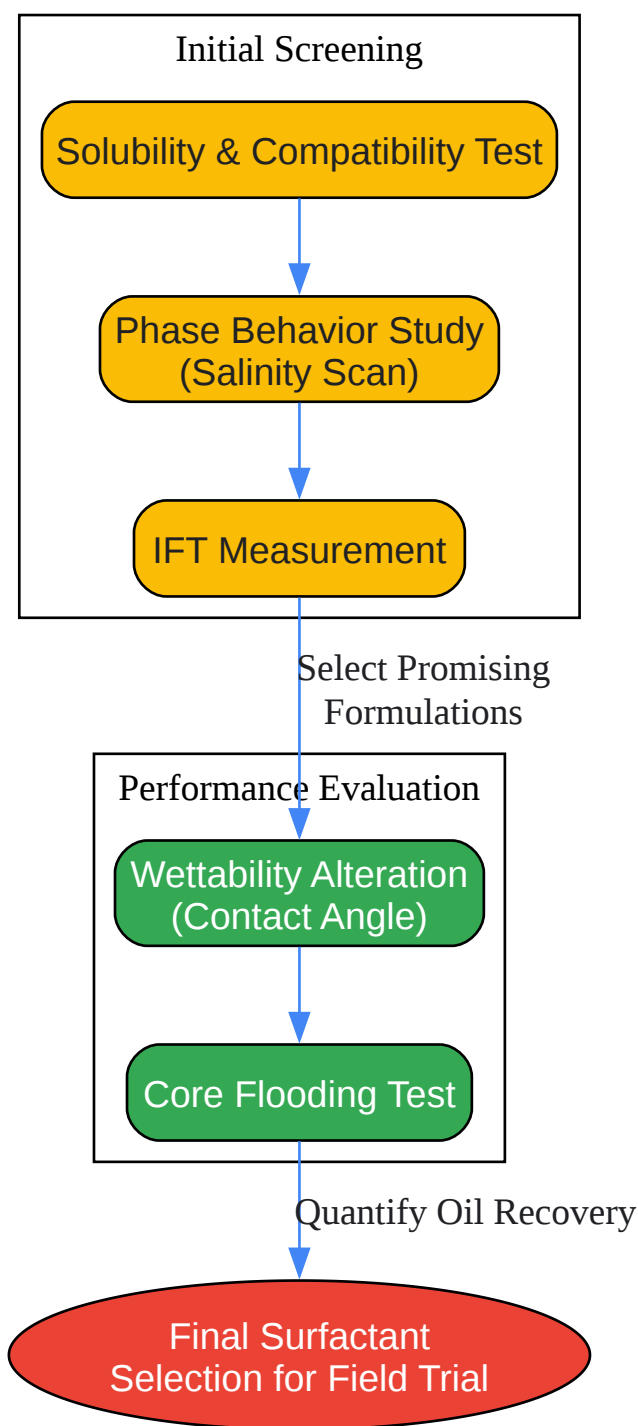 Initial Screening
Solubility & Compatibility Test
Phase Behavior Study
(Salinity Scan)
IFT Measurement
Select Promising
Formulations
Performance Evaluation
Wettability Alteration
(Contact Angle)
Core Flooding Test
Quantify Oil Recovery
Final Surfactant
Selection for Field Trial